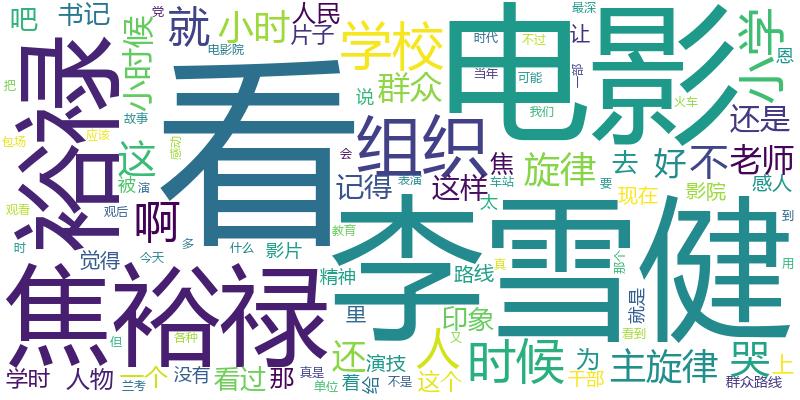 吧 书记 就 小时 人民 电影 最深 小学
党 片子 时代 不过 让 恩
小时候 电影院 学校 当年 可能 一
把 裕禄 故事 看 说 群众 我们 火车 还是
包场 应该 这 感动 会 组织 焦 旋律 去 好 不 老师
被 演 记得 表演 这样 车站 太 要 现在 影院 感人
观看 观后 啊 李雪健 到
时 觉得 今天 多 什么 影片 教育 精神 路线 真 那个 用
焦裕禄 里 印象 就是
但 各种 还 人 又 时候 看到 主旋律 哭
学时 人物 一个 没有 看过 那 真是 演技 这个 为 干部 上
兰考 单位 着 给 不是 群众路线